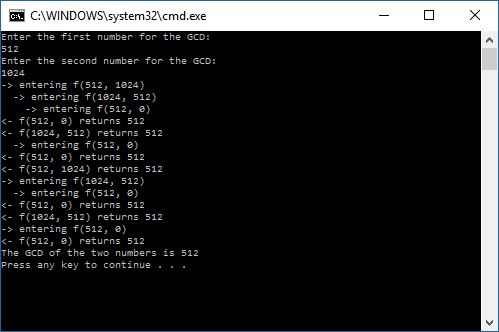 C:\WINDOWS\system32\cmd.exe
Enter the first number for the GCD:
512
Enter the second number for the GCD:
1024
-> entering f(512, 1024)
  -> entering f(1024, 512)
    -> entering f(512, 0)
<- f(512, 0) returns 512
<- f(1024, 512) returns 512
  -> entering f(512, 0)
<- f(512, 0) returns 512
<- f(512, 1024) returns 512
-> entering f(1024, 512)
  -> entering f(512, 0)
<- f(512, 0) returns 512
<- f(1024, 512) returns 512
-> entering f(512, 0)
<- f(512, 0) returns 512
The GCD of the two numbers is 512
Press any key to continue . . .